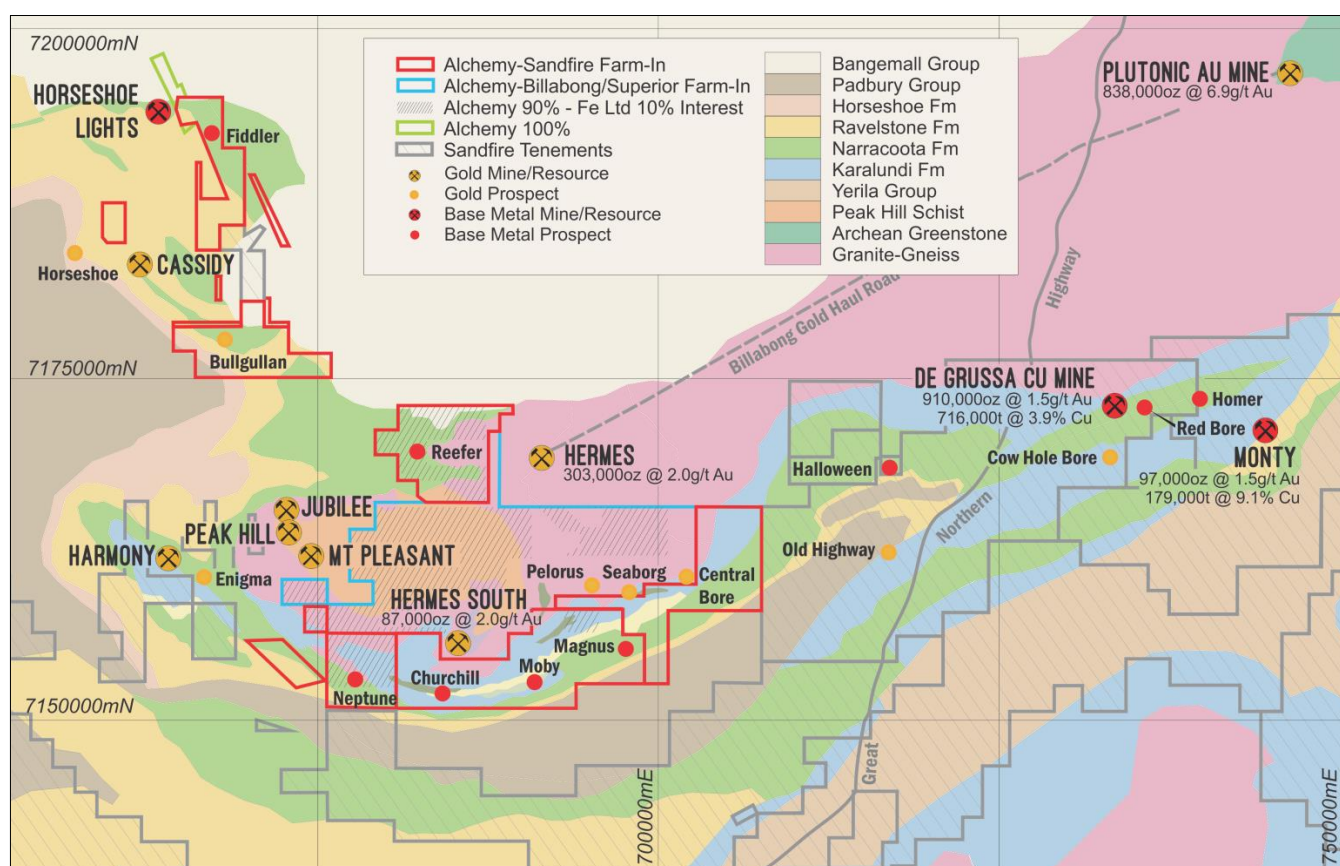 7200000mN
HORSESHOE
LIGHTS
Fiddler
Alchemy-Sandfire Farm-In
Alchemy-Billabong/Superior Farm-In
Alchemy 90% - Fe Ltd 10% Interest
Alchemy 100%
Sandfire Tenements
Gold Mine/Resource
Gold Prospect
Base Metal Mine/Resource
Base Metal Prospect
Bangemall Group
Padbury Group
Horseshoe Fm
Ravelstone Fm
Narracoota Fm
Karalundi Fm
Yerila Group
Peak Hill Schist
Archean Greenstone
Granite-Gneiss
PLUTONIC AU MINE
838,000oz @ 6.9g/t Au
Horseshoe
CASSIDY
Bullgullan
Billabong Gold Haul Road
Highway
7175000mN
DE GRUSSA CU MINE
910,000oz @ 1.5g/t Au
716,000t @ 3.9% Cu
Homer
Red Bore
Reefer
HERMES
303,000oz @ 2.0g/t Au
Halloween
Cow Hole Bore
MONTY
97,000oz @ 1.5g/t Au
179,000t @ 9.1% Cu
JUBILEE
PEAK HILL
HARMONY
MT PLEASANT
Northern
Old Highway
Enigma
Pelorus
Seaborg
Central
Bore
HERMES SOUTH
87,000oz @ 2.0g/t Au
Magnus
Moby
Churchill
Neptune
7150000mN
Great
700000mE
750000mE